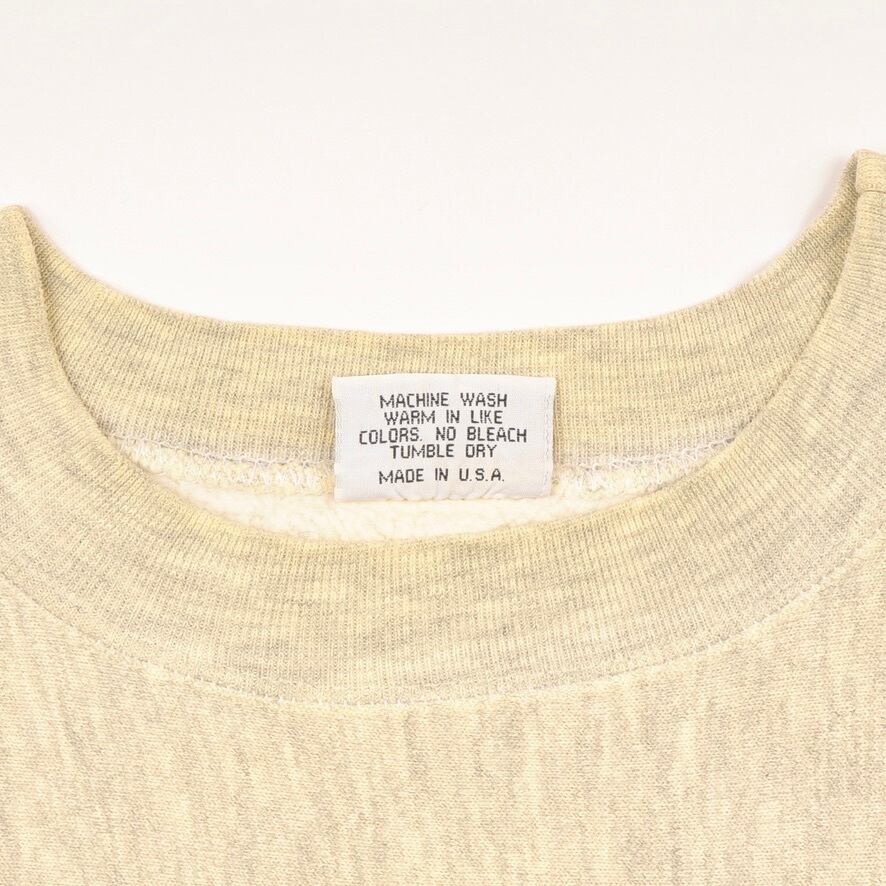 MACHINE WASH
WARM IN LIKE
COLORS. NO BLEACH
TUMBLE DRY
MADE IN U.S.A.